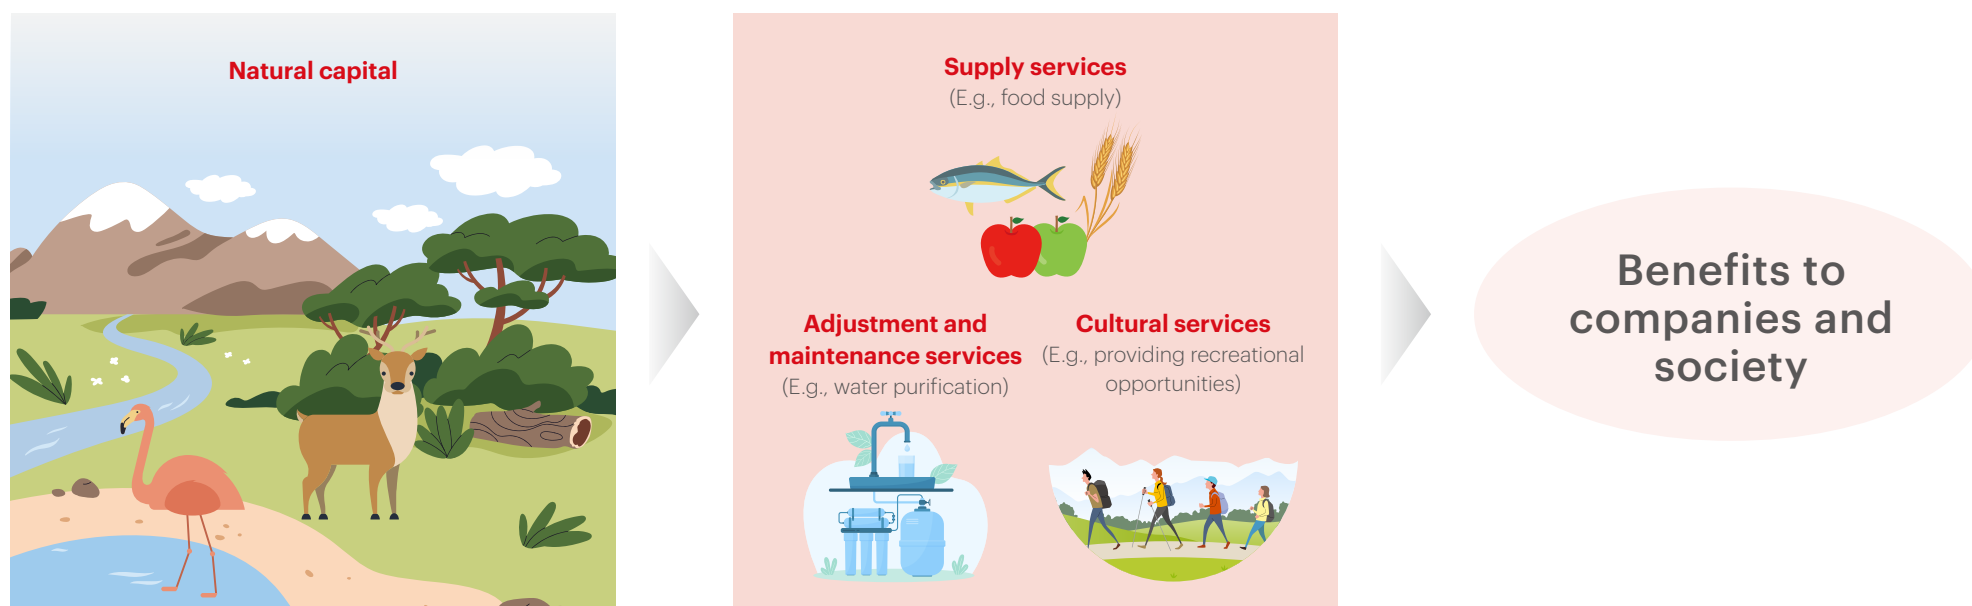 Natural capital
Supply services
(E.g., food supply)
Adjustment and
maintenance services
(E.g., water purification)
Cultural services
(E.g., providing recreational
opportunities)
Benefits to
companies and
society